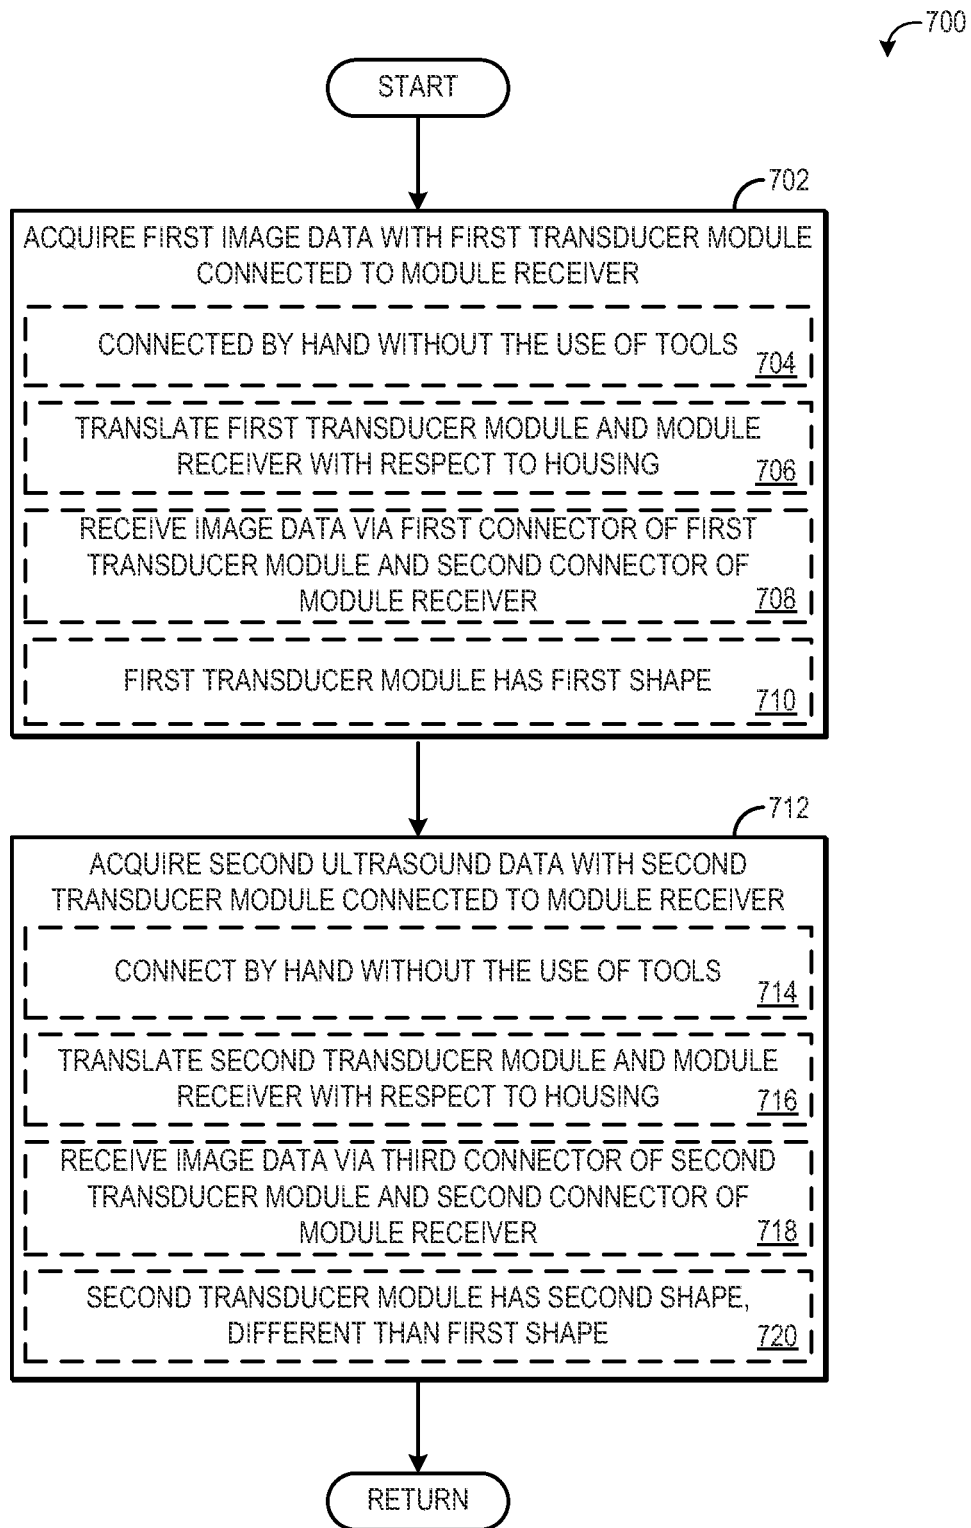 700
START
702
ACQUIRE FIRST IMAGE DATA WITH FIRST TRANSDUCER MODULE
CONNECTED TO MODULE RECEIVER
CONNECTED BY HAND WITHOUT THE USE OF TOOLS
704
TRANSLATE FIRST TRANSDUCER MODULE AND MODULE
RECEIVER WITH RESPECT TO HOUSING
706
RECEIVE IMAGE DATA VIA FIRST CONNECTOR OF FIRST
TRANSDUCER MODULE AND SECOND CONNECTOR OF
MODULE RECEIVER
708
FIRST TRANSDUCER MODULE HAS FIRST SHAPE
710
712
ACQUIRE SECOND ULTRASOUND DATA WITH SECOND
TRANSDUCER MODULE CONNECTED TO MODULE RECEIVER
CONNECT BY HAND WITHOUT THE USE OF TOOLS
714
TRANSLATE SECOND TRANSDUCER MODULE AND MODULE
RECEIVER WITH RESPECT TO HOUSING
716
RECEIVE IMAGE DATA VIA THIRD CONNECTOR OF SECOND
TRANSDUCER MODULE AND SECOND CONNECTOR OF
MODULE RECEIVER
718
SECOND TRANSDUCER MODULE HAS SECOND SHAPE,
DIFFERENT THAN FIRST SHAPE
720
RETURN